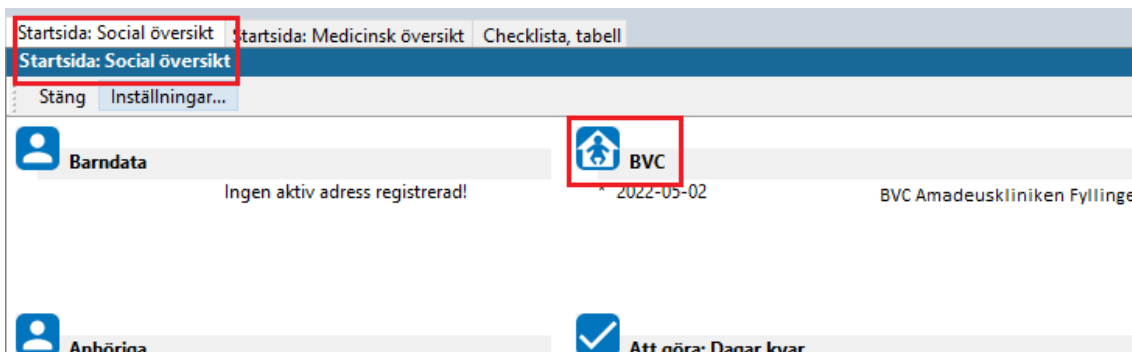 Startsida: Social översikt Startsida: Medicinsk översikt Checklista, tabell
Startsida: Social översikt
Stäng Inställningar...
Barndata
Ingen aktiv adress registrerad!
BVC
* 2022-05-02 BVC Amadeuskliniken Fyllinge
Anhöriga
Att göra: Dagar kvar